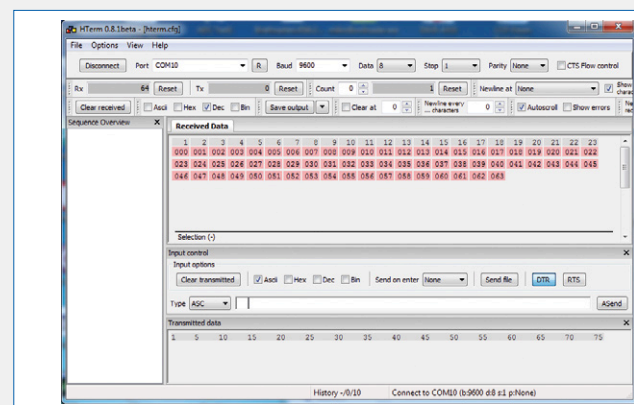 HTerm 0.8.1beta - [hterm.cfg]
File Options View Help
Disconnect Port COM10 R Baud 9600 Data 8 Stop 1 Parity None CTS Flow control
Rx 64 Reset Tx 0 Reset Count 0 1 Reset Newline at None Show
Clear received Ascii Hex Dec Bin Save output Clear at 0 Newline every ... characters 0 Autoscroll Show errors
Sequence Overview X Received Data
1 2 3 4 5 6 7 8 9 10 11 12 13 14 15 16 17 18 19 20 21 22 23
000 001 002 003 004 005 006 007 008 009 010 011 012 013 014 015 016 017 018 019 020 021 022
023 024 025 026 027 028 029 030 031 032 033 034 035 036 037 038 039 040 041 042 043 044 045
046 047 048 049 050 051 052 053 054 055 056 057 058 059 060 061 062 063
Selection (-)
Input control X
Input options
Clear transmitted Ascii Hex Dec Bin Send on enter None Send file DTR RTS
Type ASC ASend
Transmitted data X
1 5 10 15 20 25 30 35 40 45 50 55 60 65 70 75
History -/0/10 Connect to COM10 (b:9600 d:8 s:1 p:None)